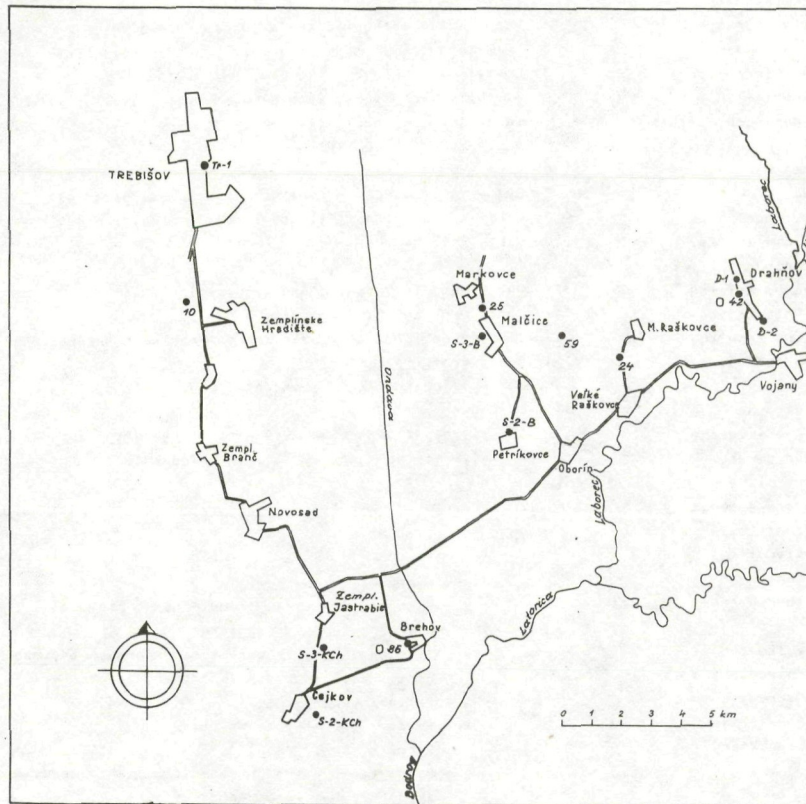 TREBIŠOV
Tr-1
10
Zemplínske
Hradište
Zempl.
Branč
Novosad
Ondava
Markovce
25
Malčice
S-3-B
59
S-2-B
Petríkovce
Oborín
M. Raškovce
24
Veľké
Raškovce
Laborec
Drahňov
D-1
42
D-2
Vojany
Laborec
Latorica
Zempl.
Jastrabie
Brehov
86
S-3-KCh
Cejkov
S-2-KCh
Bodrog
0 1 2 3 4 5 km